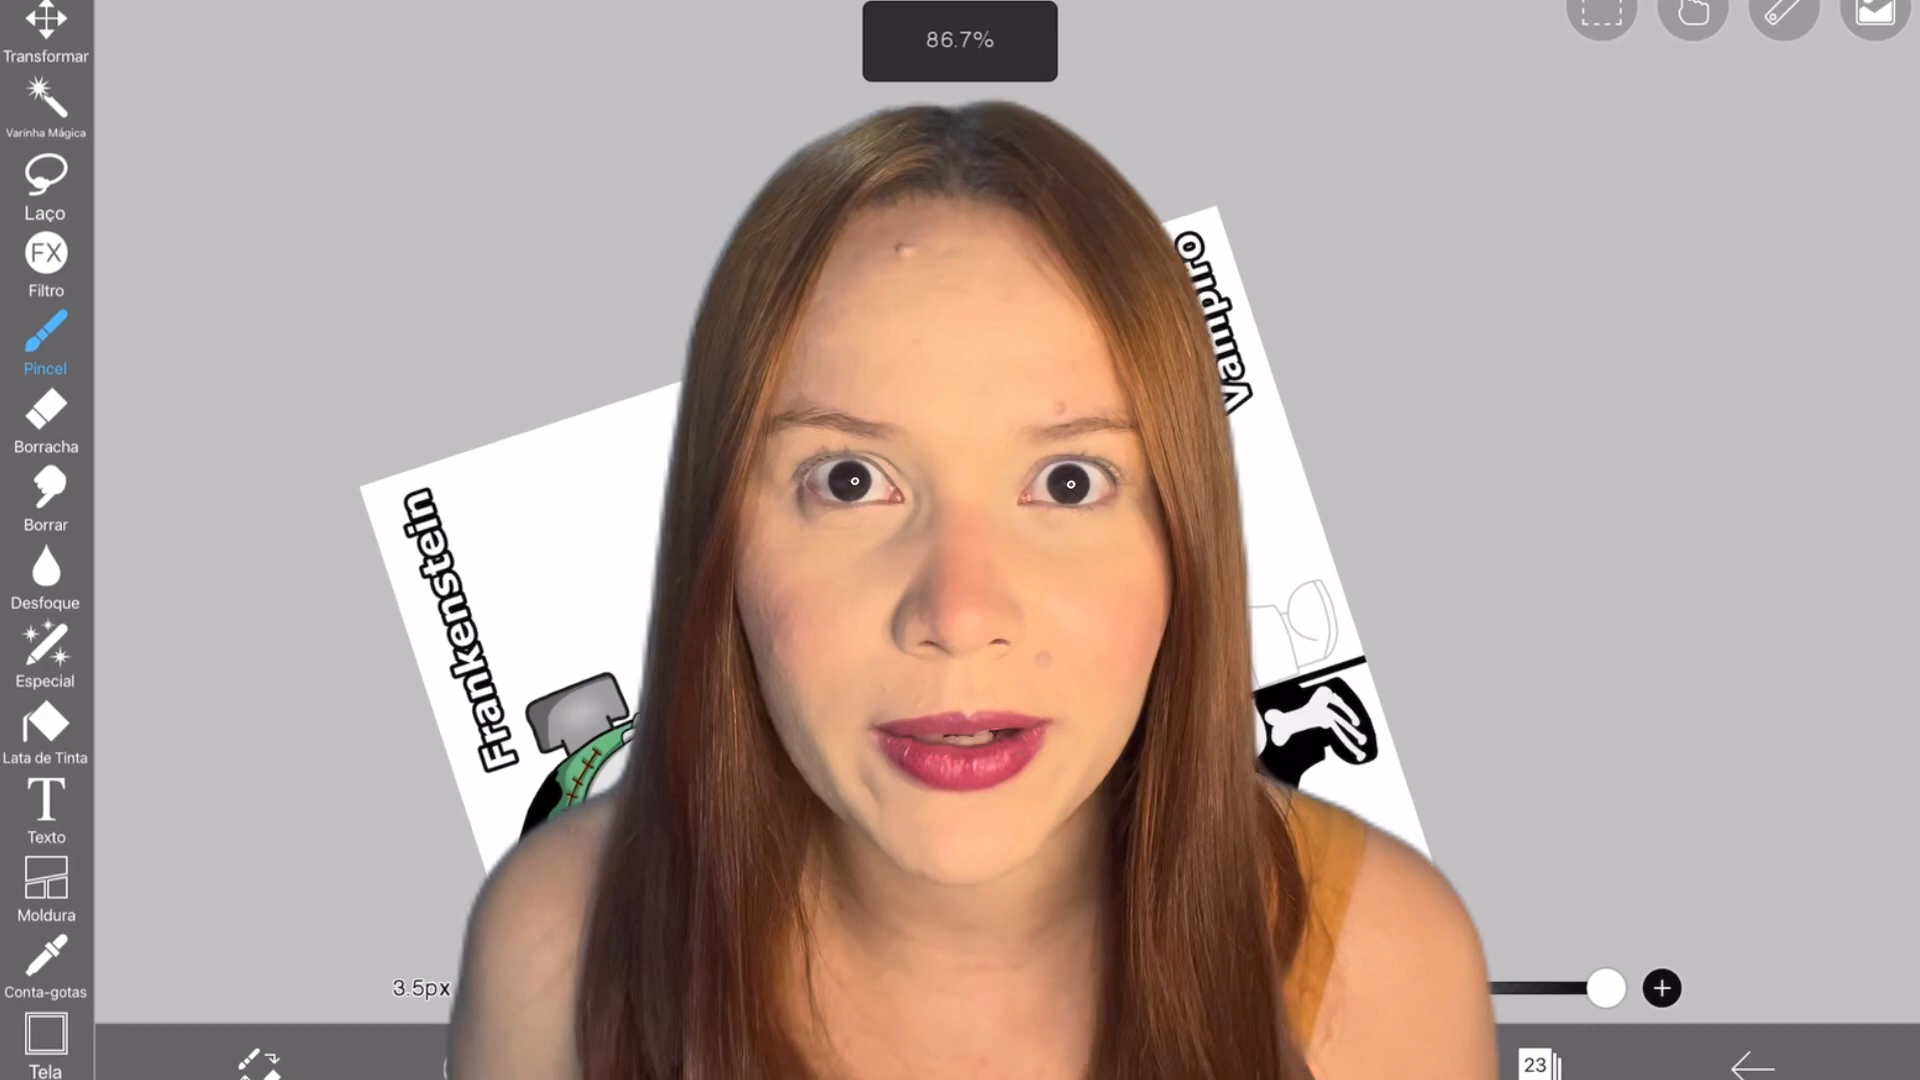 86.7%
Transformar
Varinha Mágica
Laço
FX
Filtro
Pincel
Borracha
Borrar
Desfoque
Especial
Lata de Tinta
T
Texto
Moldura
Conta-gotas
Tela
Frankenstein
Vampiro
3.5px
23